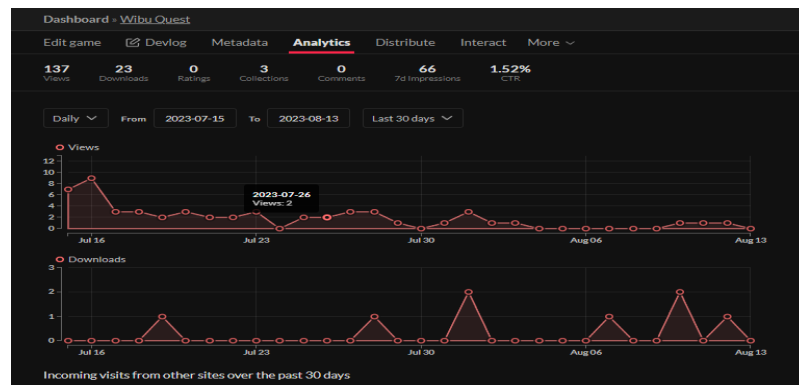 Dashboard » Wibu Quest
Edit game Devlog Metadata Analytics Distribute Interact More
137 23 0 3 0 66 1.52%
Views Downloads Ratings Collections Comments 7d Impressions CTR
Daily From 2023-07-15 To 2023-08-13 Last 30 days
Views
12
10
8
6
4
2
0
2023-07-26
Views: 2
Jul 16 Jul 23 Jul 30 Aug 06 Aug 13
Downloads
3
2
1
0
Jul 16 Jul 23 Jul 30 Aug 06 Aug 13
Incoming visits from other sites over the past 30 days